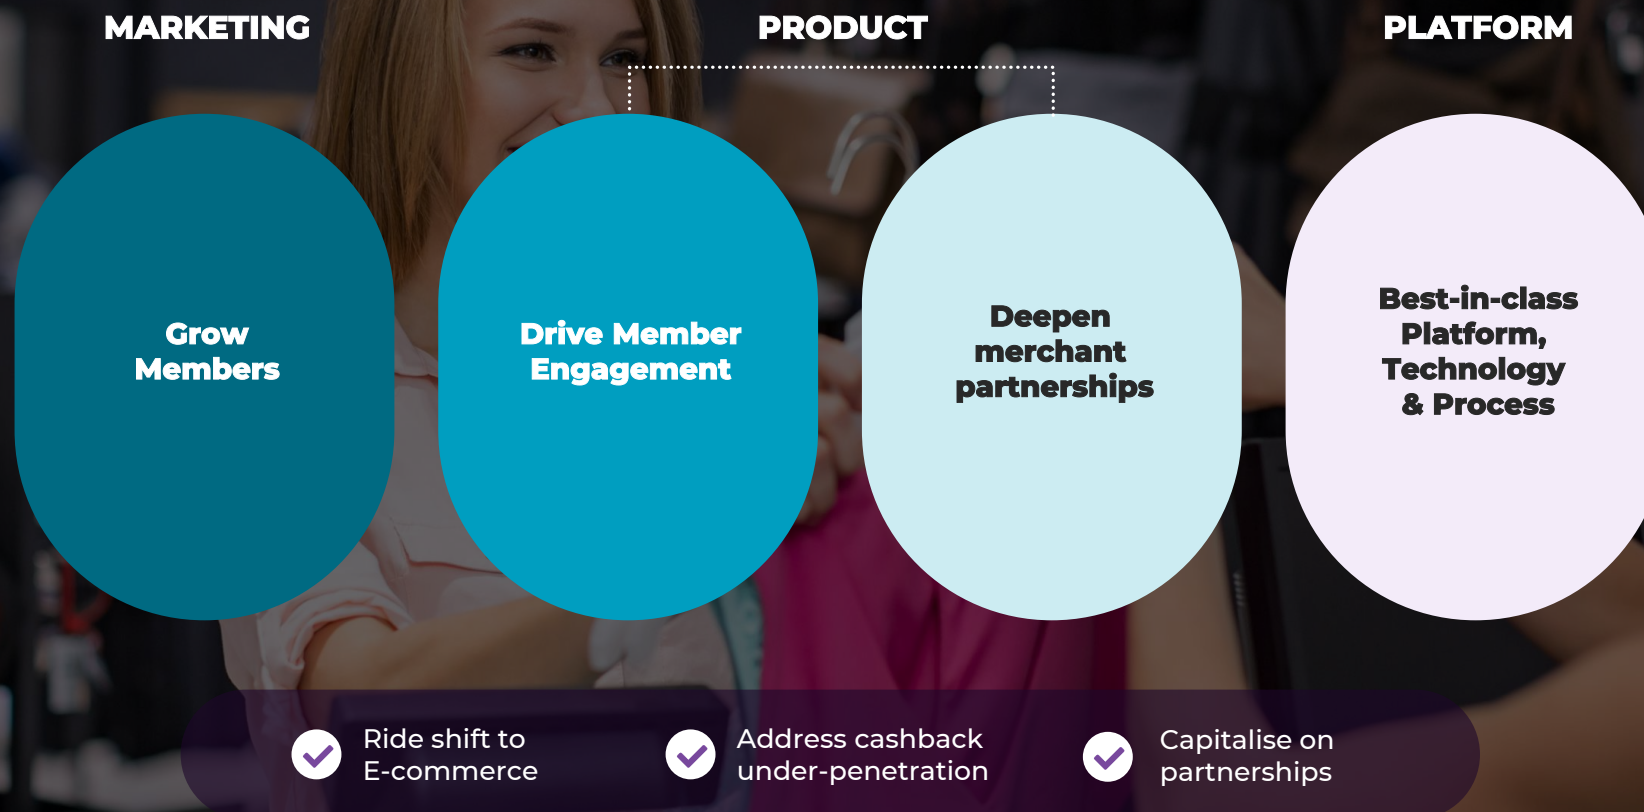 MARKETING
PRODUCT
PLATFORM
Grow
Members
Drive Member
Engagement
Deepen
merchant
partnerships
Best-in-class
Platform,
Technology
& Process
Ride shift to
E-commerce
Address cashback
under-penetration
Capitalise on
partnerships